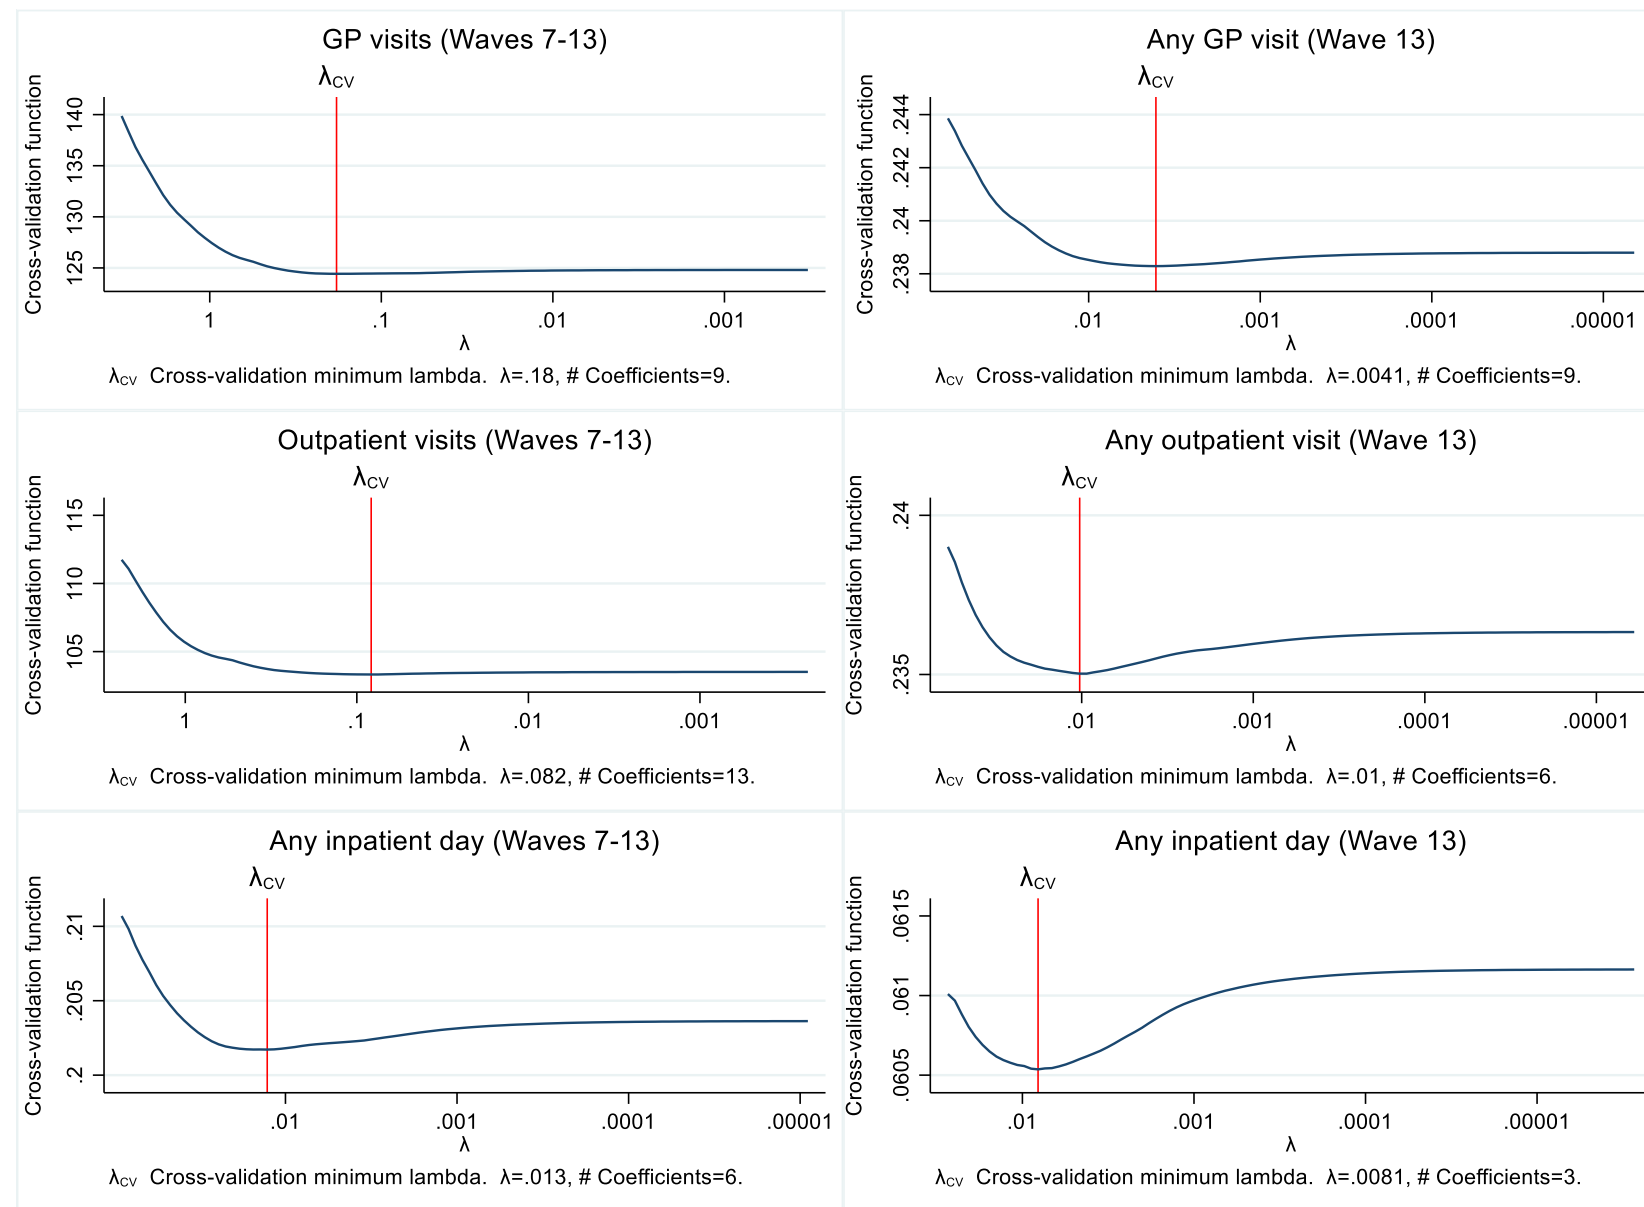 GP visits (Waves 7-13)
λCV
Cross-validation function
140
135
130
125
1
.1
.01
.001
λ
λCV Cross-validation minimum lambda. λ=.18, # Coefficients=9.
Any GP visit (Wave 13)
λCV
Cross-validation function
.244
.242
.24
.238
.01
.001
.0001
.00001
λ
λCV Cross-validation minimum lambda. λ=.0041, # Coefficients=9.
Outpatient visits (Waves 7-13)
λCV
Cross-validation function
115
110
105
1
.1
.01
.001
λ
λCV Cross-validation minimum lambda. λ=.082, # Coefficients=13.
Any outpatient visit (Wave 13)
λCV
Cross-validation function
.24
.235
.01
.001
.0001
.00001
λ
λCV Cross-validation minimum lambda. λ=.01, # Coefficients=6.
Any inpatient day (Waves 7-13)
λCV
Cross-validation function
.21
.205
.2
.01
.001
.0001
.00001
λ
λCV Cross-validation minimum lambda. λ=.013, # Coefficients=6.
Any inpatient day (Wave 13)
λCV
Cross-validation function
.0615
.061
.0605
.01
.001
.0001
.00001
λ
λCV Cross-validation minimum lambda. λ=.0081, # Coefficients=3.